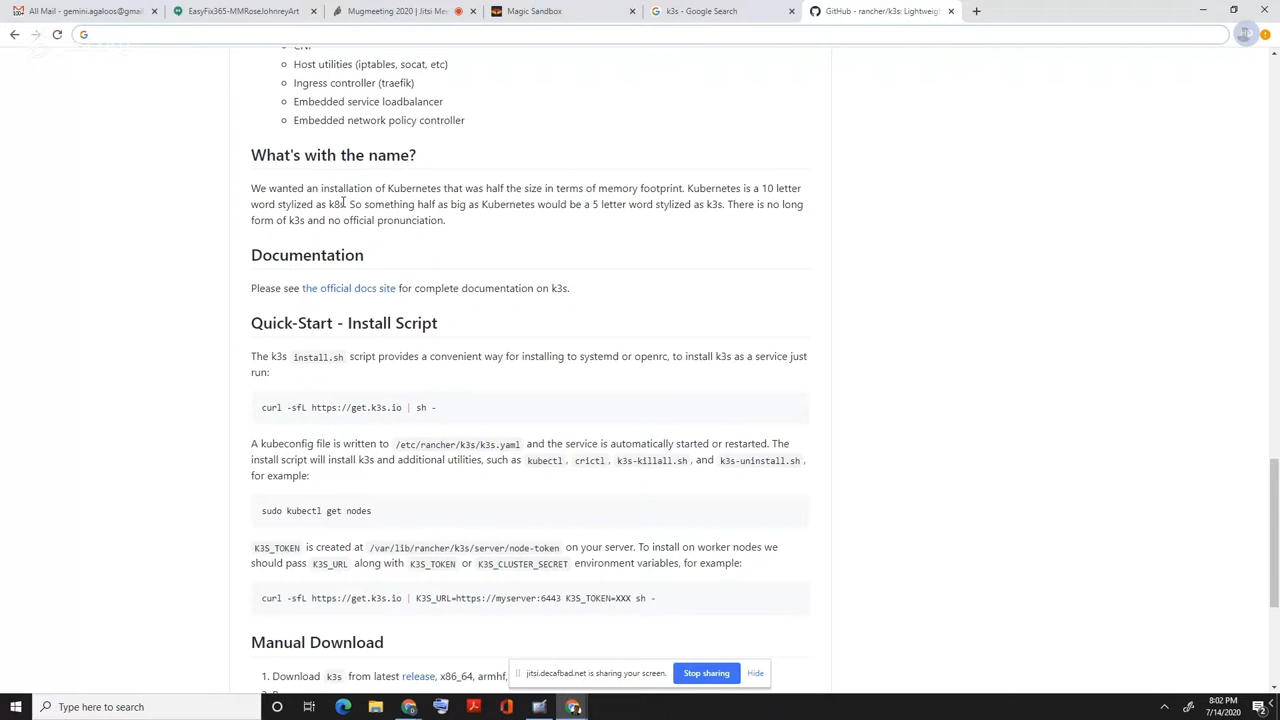 All Mail - gemini.agaloos@gmail
EasyFix365-MMRoseJohnreyArt
Mugmeeting 2020 | Jitsi Me
Magic Sandbox
k3s - Google Search
GitHub - rancher/k3s: Lightweigh
Host utilities (iptables, socat, etc)
Ingress controller (traefik)
Embedded service loadbalancer
Embedded network policy controller
What's with the name?
We wanted an installation of Kubernetes that was half the size in terms of memory footprint. Kubernetes is a 10 letter
word stylized as k8s. So something half as big as Kubernetes would be a 5 letter word stylized as k3s. There is no long
form of k3s and no official pronunciation.
Documentation
Please see the official docs site for complete documentation on k3s.
Quick-Start - Install Script
The k3s install.sh script provides a convenient way for installing to systemd or openrc, to install k3s as a service just
run:
curl -sfL https://get.k3s.io | sh -
A kubeconfig file is written to /etc/rancher/k3s/k3s.yaml and the service is automatically started or restarted. The
install script will install k3s and additional utilities, such as kubectl, crictl, k3s-killall.sh, and k3s-uninstall.sh,
for example:
sudo kubectl get nodes
K3S_TOKEN is created at /var/lib/rancher/k3s/server/node-token on your server. To install on worker nodes we
should pass K3S_URL along with K3S_TOKEN or K3S_CLUSTER_SECRET environment variables, for example:
curl -sfL https://get.k3s.io | K3S_URL=https://myserver:6443 K3S_TOKEN=XXX sh -
Manual Download
1. Download k3s from latest release, x86_64, armhf,
jitsi.decafbad.net is sharing your screen.
Stop sharing
Hide
Type here to search
8:02 PM
7/14/2020